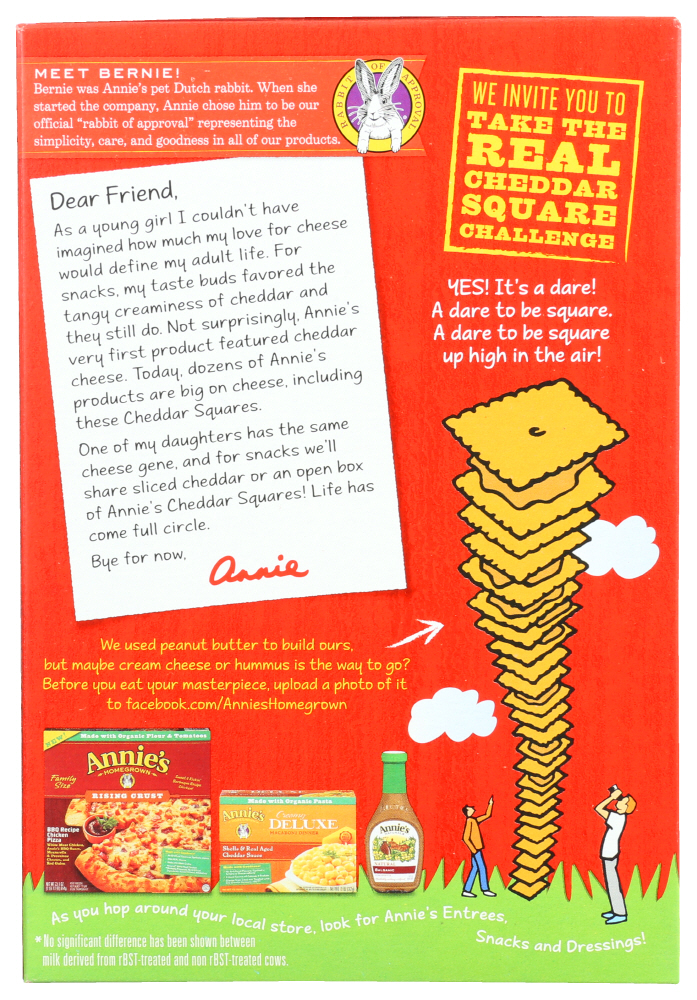 MEET BERNIE!
Bernie was Annie's pet Dutch rabbit. When she
started the company, Annie chose him to be our
official "rabbit of approval" representing the
simplicity, care, and goodness in all of our products.
RABBIT OF APPROVAL
WE INVITE YOU TO
TAKE THE
REAL
CHEDDAR
SQUARE
CHALLENGE
Dear Friend,
As a young girl I couldn't have
imagined how much my love for cheese
would define my adult life. For
snacks, my taste buds favored the
tangy creaminess of cheddar and
they still do. Not surprisingly, Annie's
very first product featured cheddar
cheese. Today, dozens of Annie's
products are big on cheese, including
these Cheddar Squares.
One of my daughters has the same
cheese gene, and for snacks we'll
share sliced cheddar or an open box
of Annie's Cheddar Squares! Life has
come full circle.
Bye for now,
Annie
YES! It's a dare!
A dare to be square.
A dare to be square
up high in the air!
We used peanut butter to build ours,
but maybe cream cheese or hummus is the way to go?
Before you eat your masterpiece, upload a photo of it
to facebook.com/AnniesHomegrown
NEW!
Made with Organic Flour & Tomatoes
Annie's
HOMEGROWN
Family
Size
RISING CRUST
BBQ Recipe
Chicken
Pizza
Made with Organic Pasta
Annie's
Creamy
DELUXE
MACARONI DINNER
Shells & Real Aged
Cheddar Sauce
Annie's
NATURAL
BALSAMIC
As you hop around your local store, look for Annie's Entrees,
Snacks and Dressings!
*No significant difference has been shown between
milk derived from rBST-treated and non rBST-treated cows.